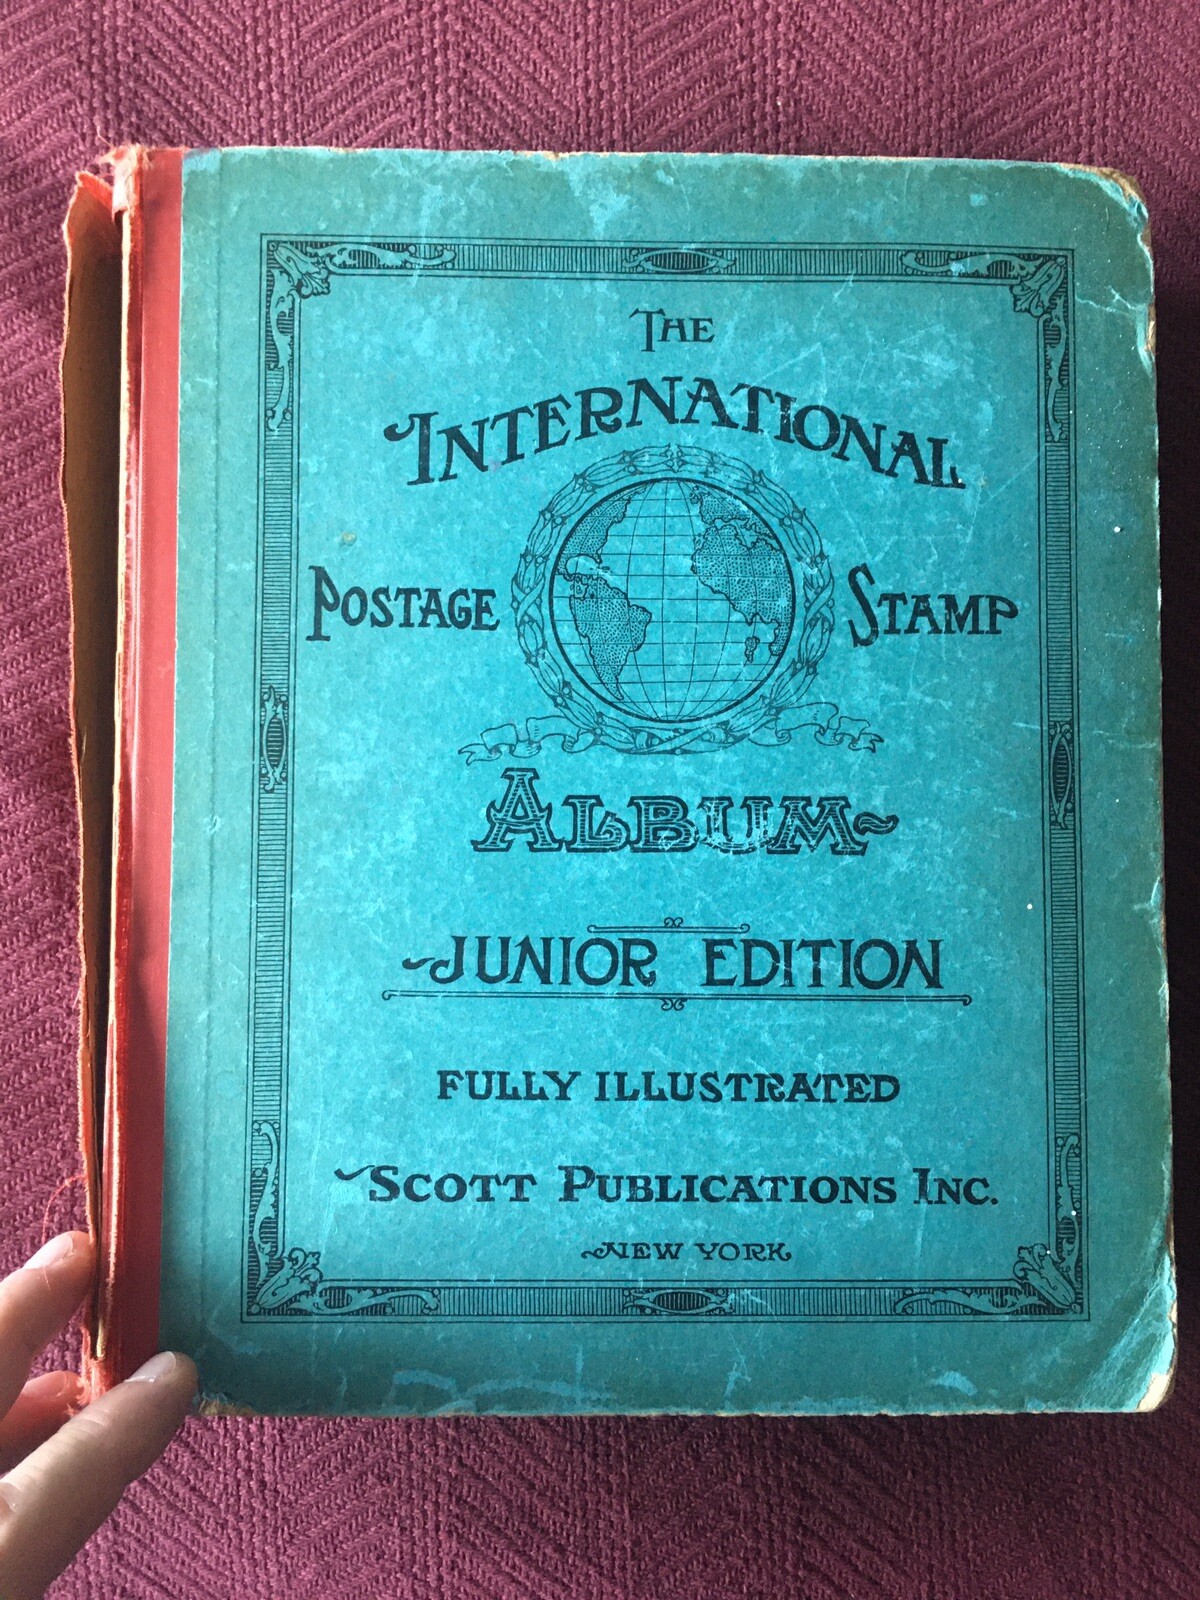 THE
INTERNATIONAL
POSTAGE STAMP
ALBUM
JUNIOR EDITION
FULLY ILLUSTRATED
SCOTT PUBLICATIONS INC.
NEW YORK